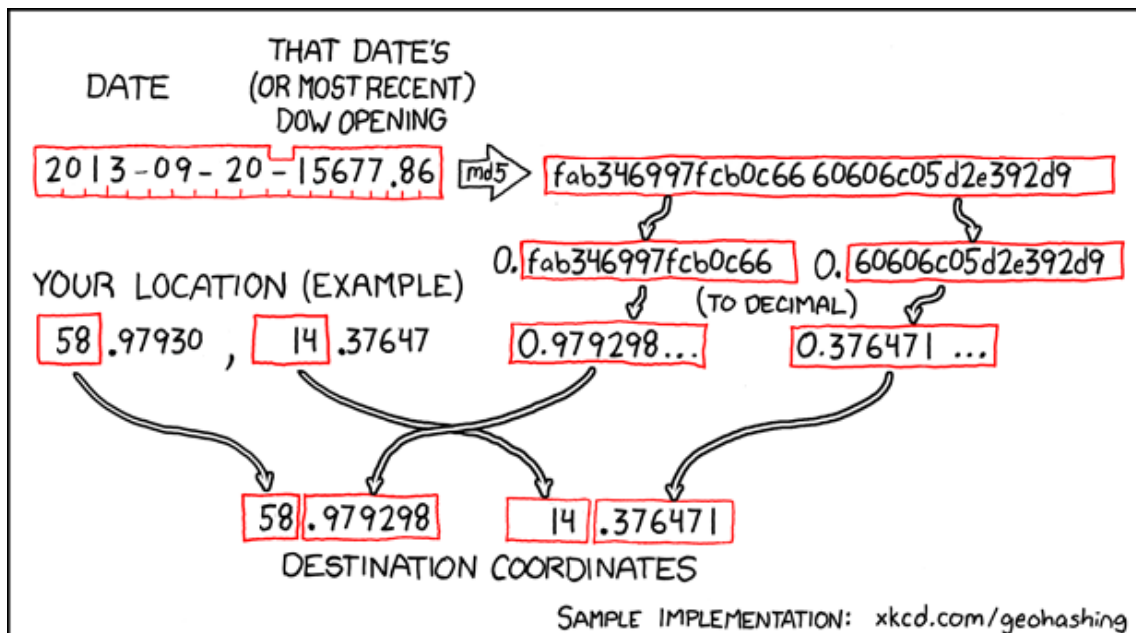 DATE
THAT DATE'S
(OR MOST RECENT)
DOW OPENING
2013-09-20-15677.86
md5
fab346997fcb0c66 60606c05d2e392d9
0.fab346997fcb0c66
0.60606c05d2e392d9
YOUR LOCATION (EXAMPLE)
(TO DECIMAL)
58.97930, 14.37647
0.979298...
0.376471 ...
58.979298
14.376471
DESTINATION COORDINATES
SAMPLE IMPLEMENTATION: xkcd.com/geohashing